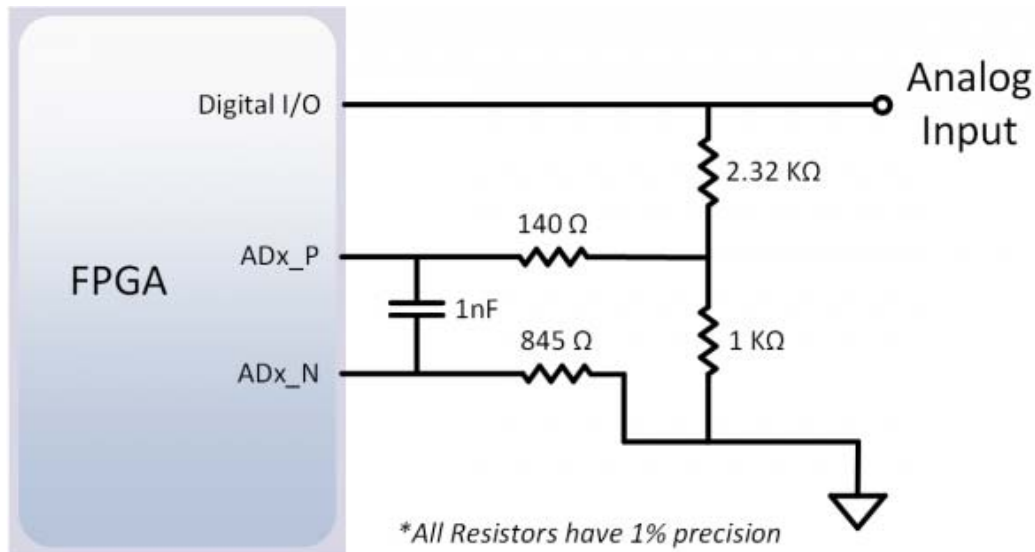 Digital I/O
Analog
Input
2.32 KΩ
140 Ω
ADx_P
FPGA
1nF
845 Ω
1 KΩ
ADx_N
*All Resistors have 1% precision